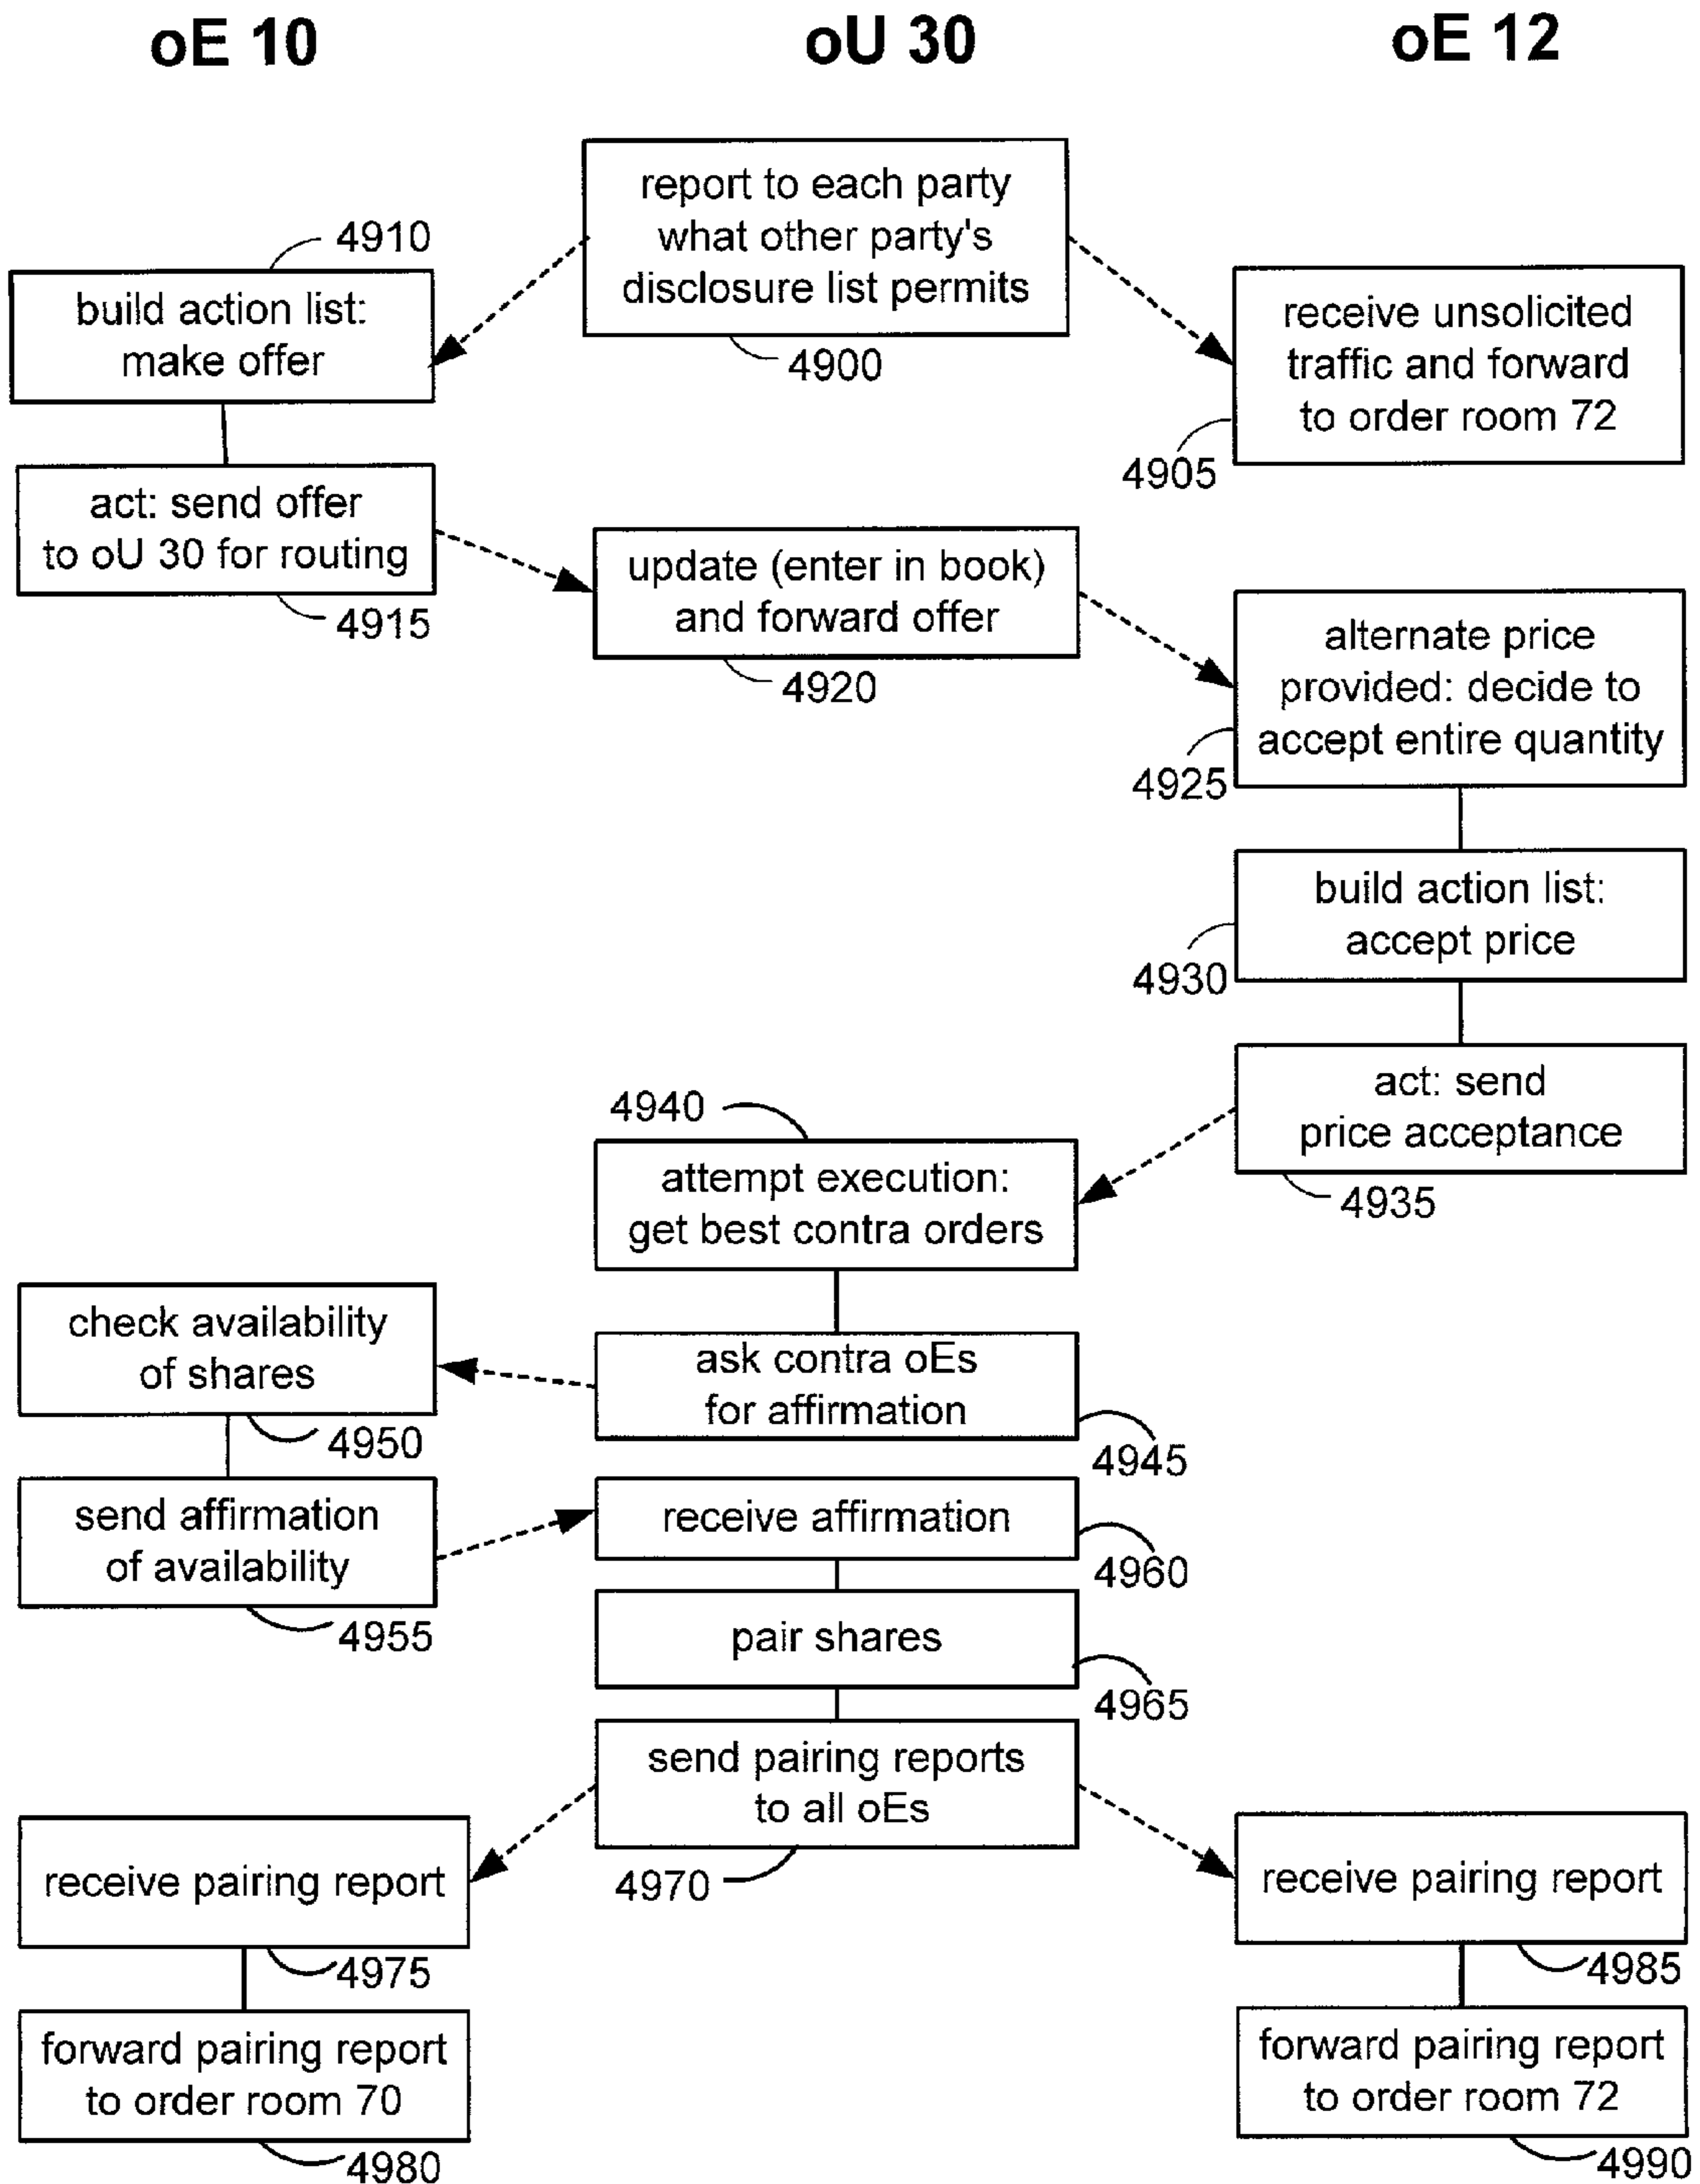 oE 10
oU 30
oE 12
report to each party
what other party's
disclosure list permits
4900
4910
build action list:
make offer
receive unsolicited
traffic and forward
to order room 72
4905
act: send offer
to oU 30 for routing
4915
update (enter in book)
and forward offer
4920
alternate price
provided: decide to
accept entire quantity
4925
build action list:
accept price
4930
act: send
price acceptance
4935
4940
attempt execution:
get best contra orders
ask contra oEs
for affirmation
4945
check availability
of shares
4950
send affirmation
of availability
4955
receive affirmation
4960
pair shares
4965
send pairing reports
to all oEs
4970
receive pairing report
4975
forward pairing report
to order room 70
4980
receive pairing report
4985
forward pairing report
to order room 72
4990